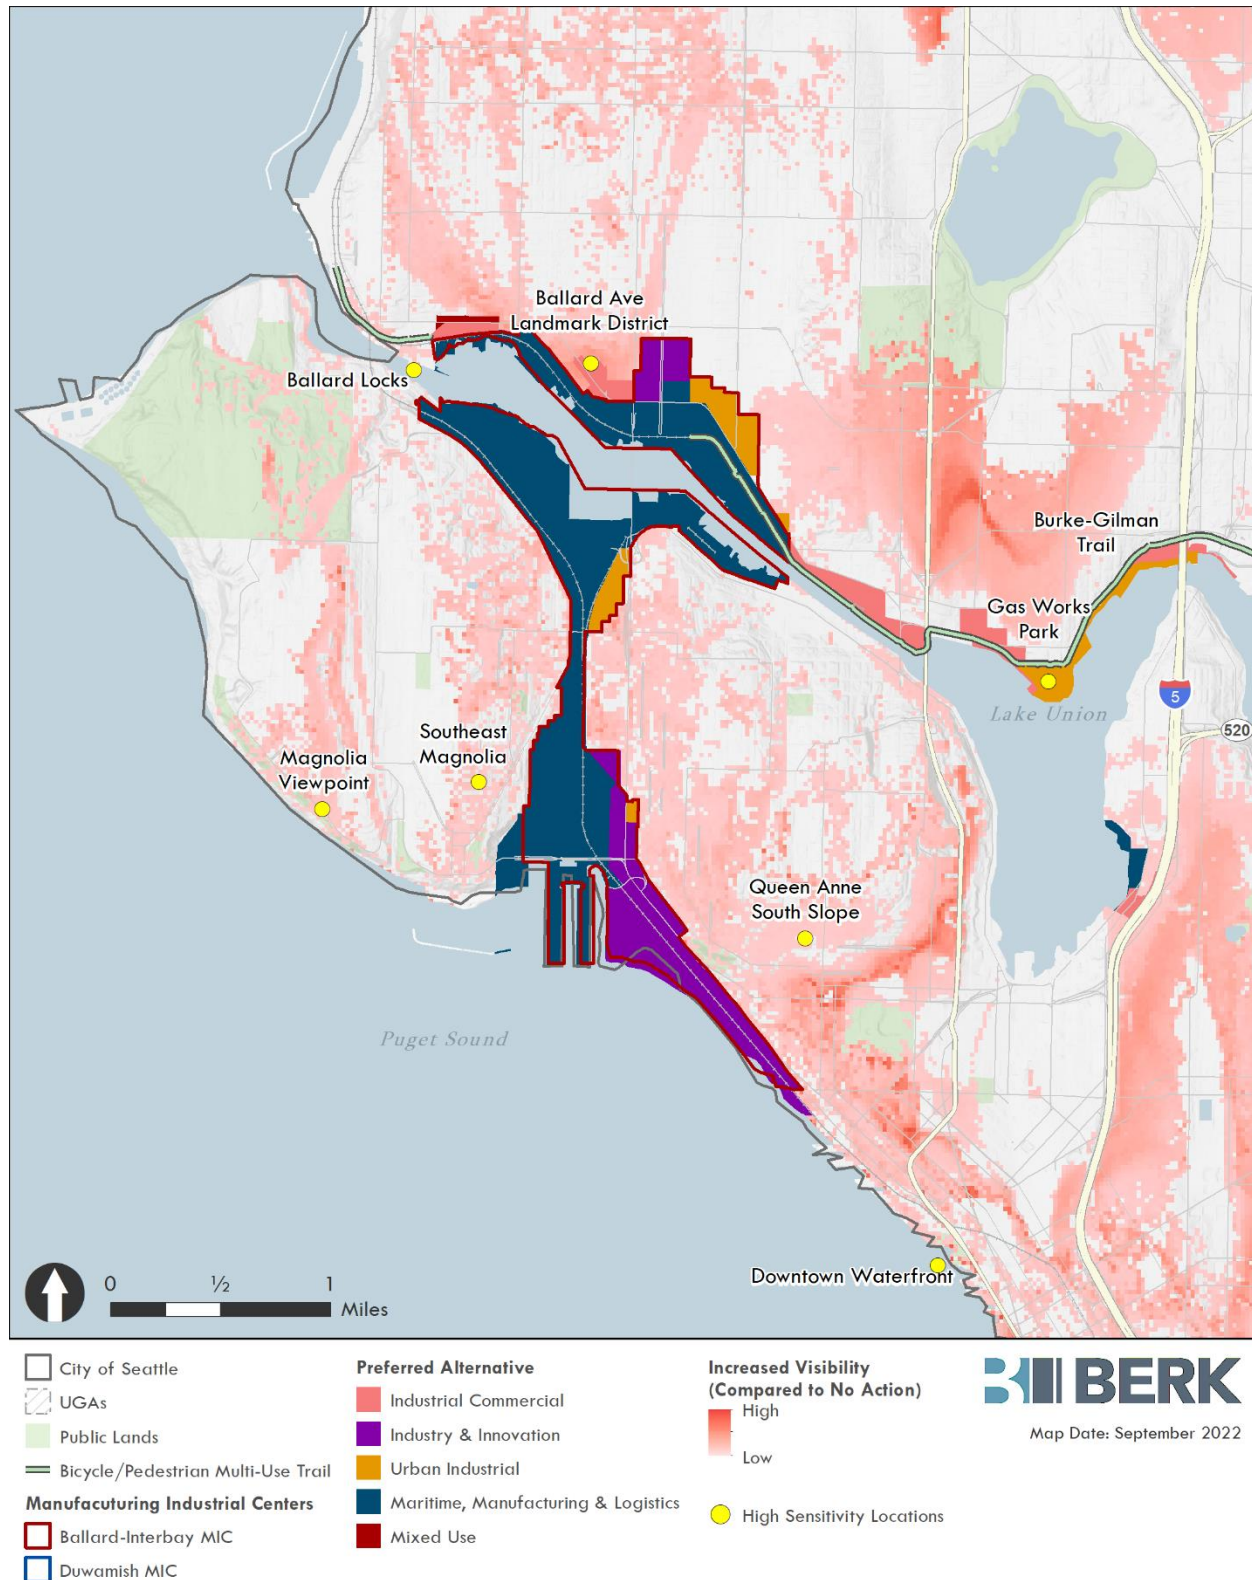 Ballard Ave
Landmark District
Ballard Locks
Burke-Gilman
Trail
Gas Works
Park
Lake Union
5
520
Southeast
Magnolia
Magnolia
Viewpoint
Queen Anne
South Slope
Puget Sound
Downtown Waterfront
0 ½ 1
Miles
City of Seattle
UGAs
Public Lands
Bicycle/Pedestrian Multi-Use Trail
Manufacuturing Industrial Centers
Ballard-Interbay MIC
Duwamish MIC
Preferred Alternative
Industrial Commercial
Industry & Innovation
Urban Industrial
Maritime, Manufacturing & Logistics
Mixed Use
Increased Visibility
(Compared to No Action)
High
Low
High Sensitivity Locations
BERK
Map Date: September 2022